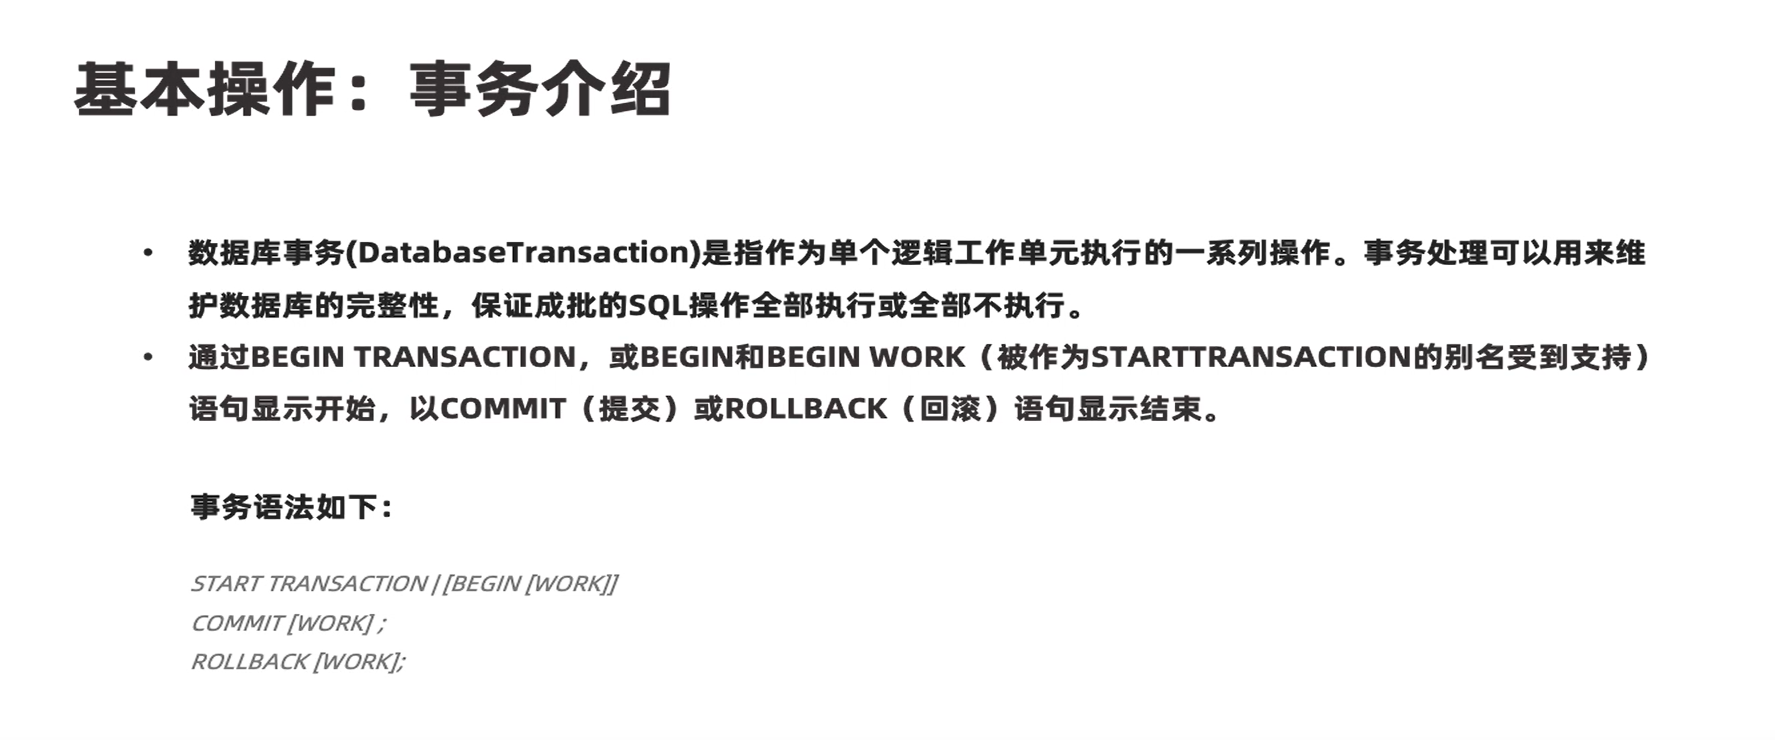 基本操作：事务介绍
• 数据库事务(DatabaseTransaction)是指作为单个逻辑工作单元执行的一系列操作。事务处理可以用来维
护数据库的完整性，保证成批的SQL操作全部执行或全部不执行。
• 通过BEGIN TRANSACTION，或BEGIN和BEGIN WORK（被作为STARTTRANSACTION的别名受到支持）
语句显示开始，以COMMIT（提交）或ROLLBACK（回滚）语句显示结束。
事务语法如下：
START TRANSACTION | [BEGIN [WORK]]
COMMIT [WORK] ;
ROLLBACK [WORK];